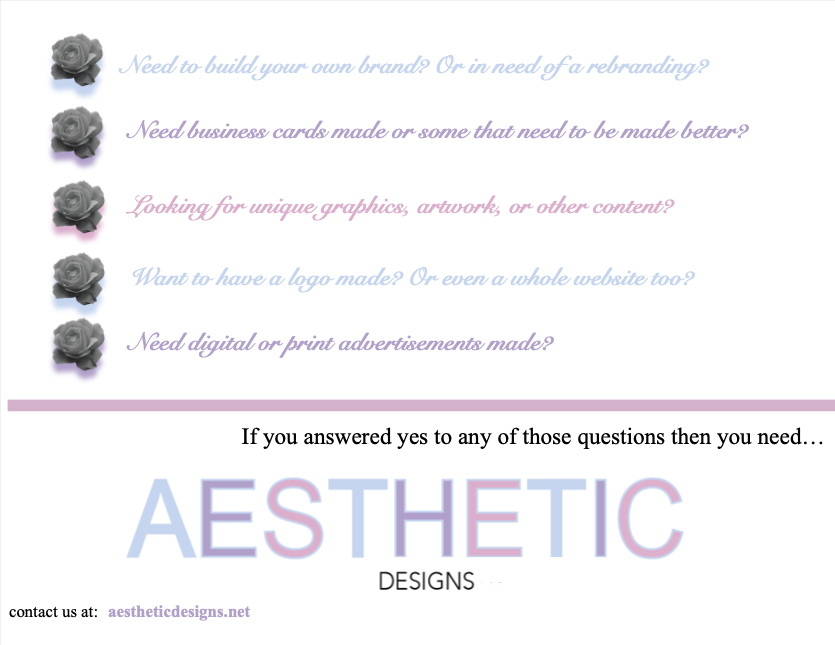 Need to build your own brand? Or in need of a rebranding?
Need business cards made or some that need to be made better?
Looking for unique graphics, artwork, or other content?
Want to have a logo made? Or even a whole website too?
Need digital or print advertisements made?
If you answered yes to any of those questions then you need…
AESTHETIC
DESIGNS
contact us at: aestheticdesigns.net